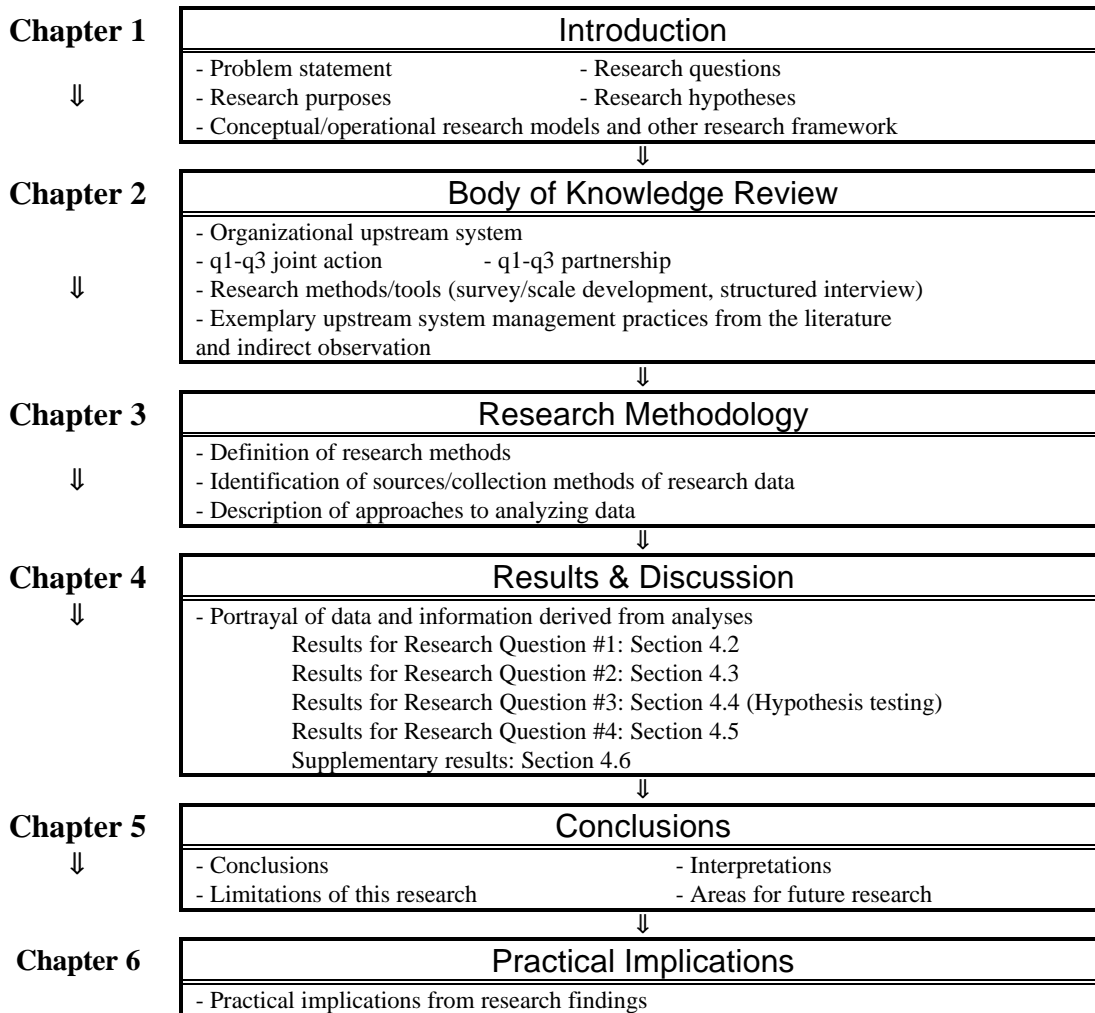 Chapter 1 Introduction
- Problem statement - Research questions
⇓ - Research purposes - Research hypotheses
- Conceptual/operational research models and other research framework
⇓
Chapter 2 Body of Knowledge Review
- Organizational upstream system
- q1-q3 joint action - q1-q3 partnership
⇓ - Research methods/tools (survey/scale development, structured interview)
- Exemplary upstream system management practices from the literature
and indirect observation
⇓
Chapter 3 Research Methodology
- Definition of research methods
⇓ - Identification of sources/collection methods of research data
- Description of approaches to analyzing data
⇓
Chapter 4 Results & Discussion
⇓ - Portrayal of data and information derived from analyses
Results for Research Question #1: Section 4.2
Results for Research Question #2: Section 4.3
Results for Research Question #3: Section 4.4 (Hypothesis testing)
Results for Research Question #4: Section 4.5
Supplementary results: Section 4.6
⇓
Chapter 5 Conclusions
⇓ - Conclusions - Interpretations
- Limitations of this research - Areas for future research
⇓
Chapter 6 Practical Implications
- Practical implications from research findings